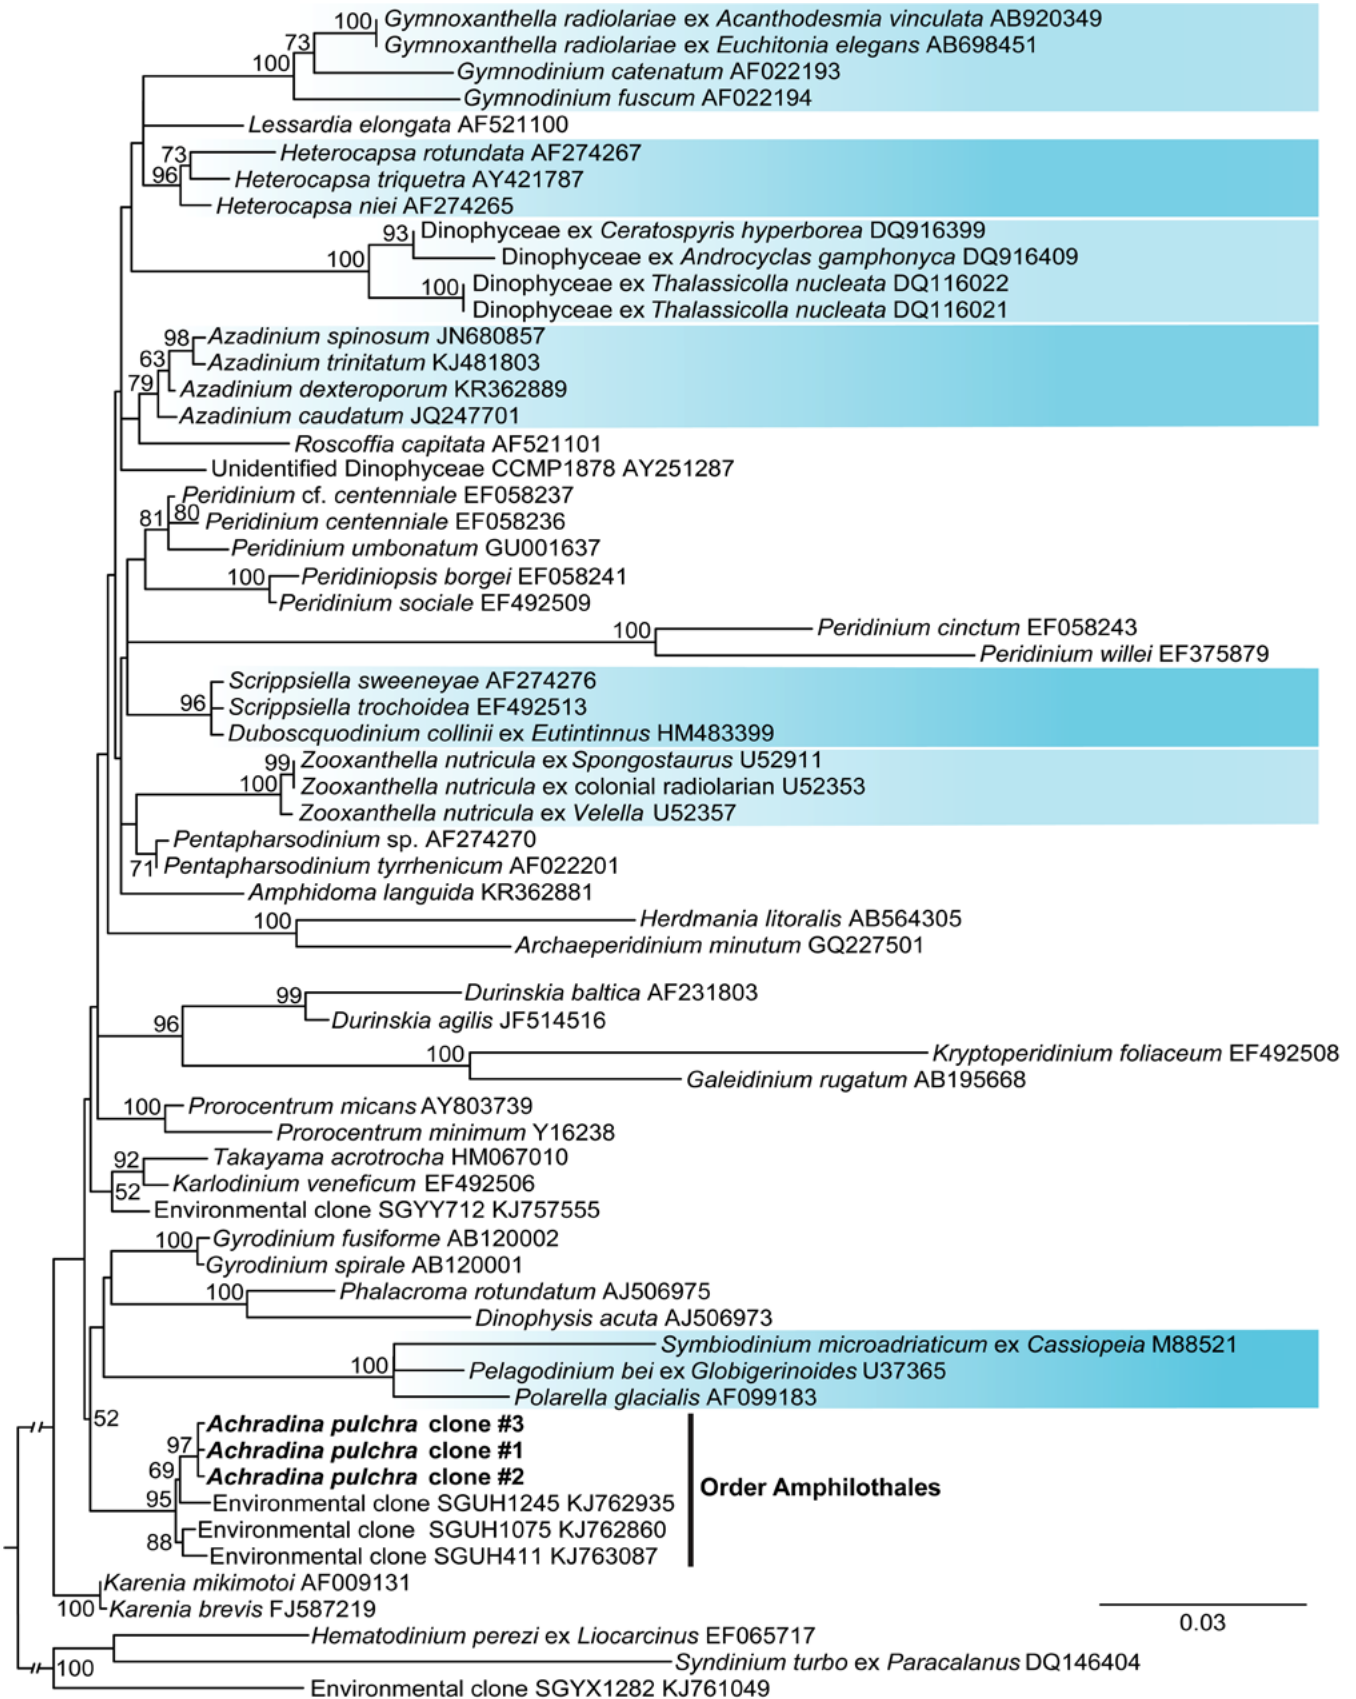 100 Gymnoxanthella radiolariae ex Acanthodesmia vinculata AB920349
73 Gymnoxanthella radiolariae ex Euchitonia elegans AB698451
100 Gymnodinium catenatum AF022193
Gymnodinium fuscum AF022194
Lessardia elongata AF521100
73 Heterocapsa rotundata AF274267
96 Heterocapsa triquetra AY421787
Heterocapsa niei AF274265
93 Dinophyceae ex Ceratospyris hyperborea DQ916399
100 Dinophyceae ex Androcyclas gamphonyca DQ916409
100 Dinophyceae ex Thalassicolla nucleata DQ116022
Dinophyceae ex Thalassicolla nucleata DQ116021
98 Azadinium spinosum JN680857
63 Azadinium trinitatum KJ481803
79 Azadinium dexteroporum KR362889
Azadinium caudatum JQ247701
Roscoffia capitata AF521101
Unidentified Dinophyceae CCMP1878 AY251287
Peridinium cf. centenniale EF058237
81 80 Peridinium centenniale EF058236
Peridinium umbonatum GU001637
100 Peridiniopsis borgei EF058241
Peridinium sociale EF492509
100 Peridinium cinctum EF058243
Peridinium willei EF375879
Scrippsiella sweeneyae AF274276
96 Scrippsiella trochoidea EF492513
Duboscquodinium collinii ex Eutintinnus HM483399
99 Zooxanthella nutricula ex Spongostaurus U52911
100 Zooxanthella nutricula ex colonial radiolarian U52353
Zooxanthella nutricula ex Velella U52357
Pentapharsodinium sp. AF274270
71 Pentapharsodinium tyrrhenicum AF022201
Amphidoma languida KR362881
100 Herdmania litoralis AB564305
Archaeperidinium minutum GQ227501
99 Durinskia baltica AF231803
96 Durinskia agilis JF514516
100 Kryptoperidinium foliaceum EF492508
Galeidinium rugatum AB195668
100 Prorocentrum micans AY803739
Prorocentrum minimum Y16238
92 Takayama acrotrocha HM067010
52 Karlodinium veneficum EF492506
Environmental clone SGYY712 KJ757555
100 Gyrodinium fusiforme AB120002
Gyrodinium spirale AB120001
100 Phalacroma rotundatum AJ506975
Dinophysis acuta AJ506973
Symbiodinium microadriaticum ex Cassiopeia M88521
100 Pelagodinium bei ex Globigerinoides U37365
Polarella glacialis AF099183
52 Achradina pulchra clone #3
97 Achradina pulchra clone #1
69 Achradina pulchra clone #2
Order Amphilothales
95 Environmental clone SGUH1245 KJ762935
88 Environmental clone SGUH1075 KJ762860
Environmental clone SGUH411 KJ763087
Karenia mikimotoi AF009131
100 Karenia brevis FJ587219
0.03
Hematodinium perezi ex Liocarcinus EF065717
100 Syndinium turbo ex Paracalanus DQ146404
Environmental clone SGYX1282 KJ761049